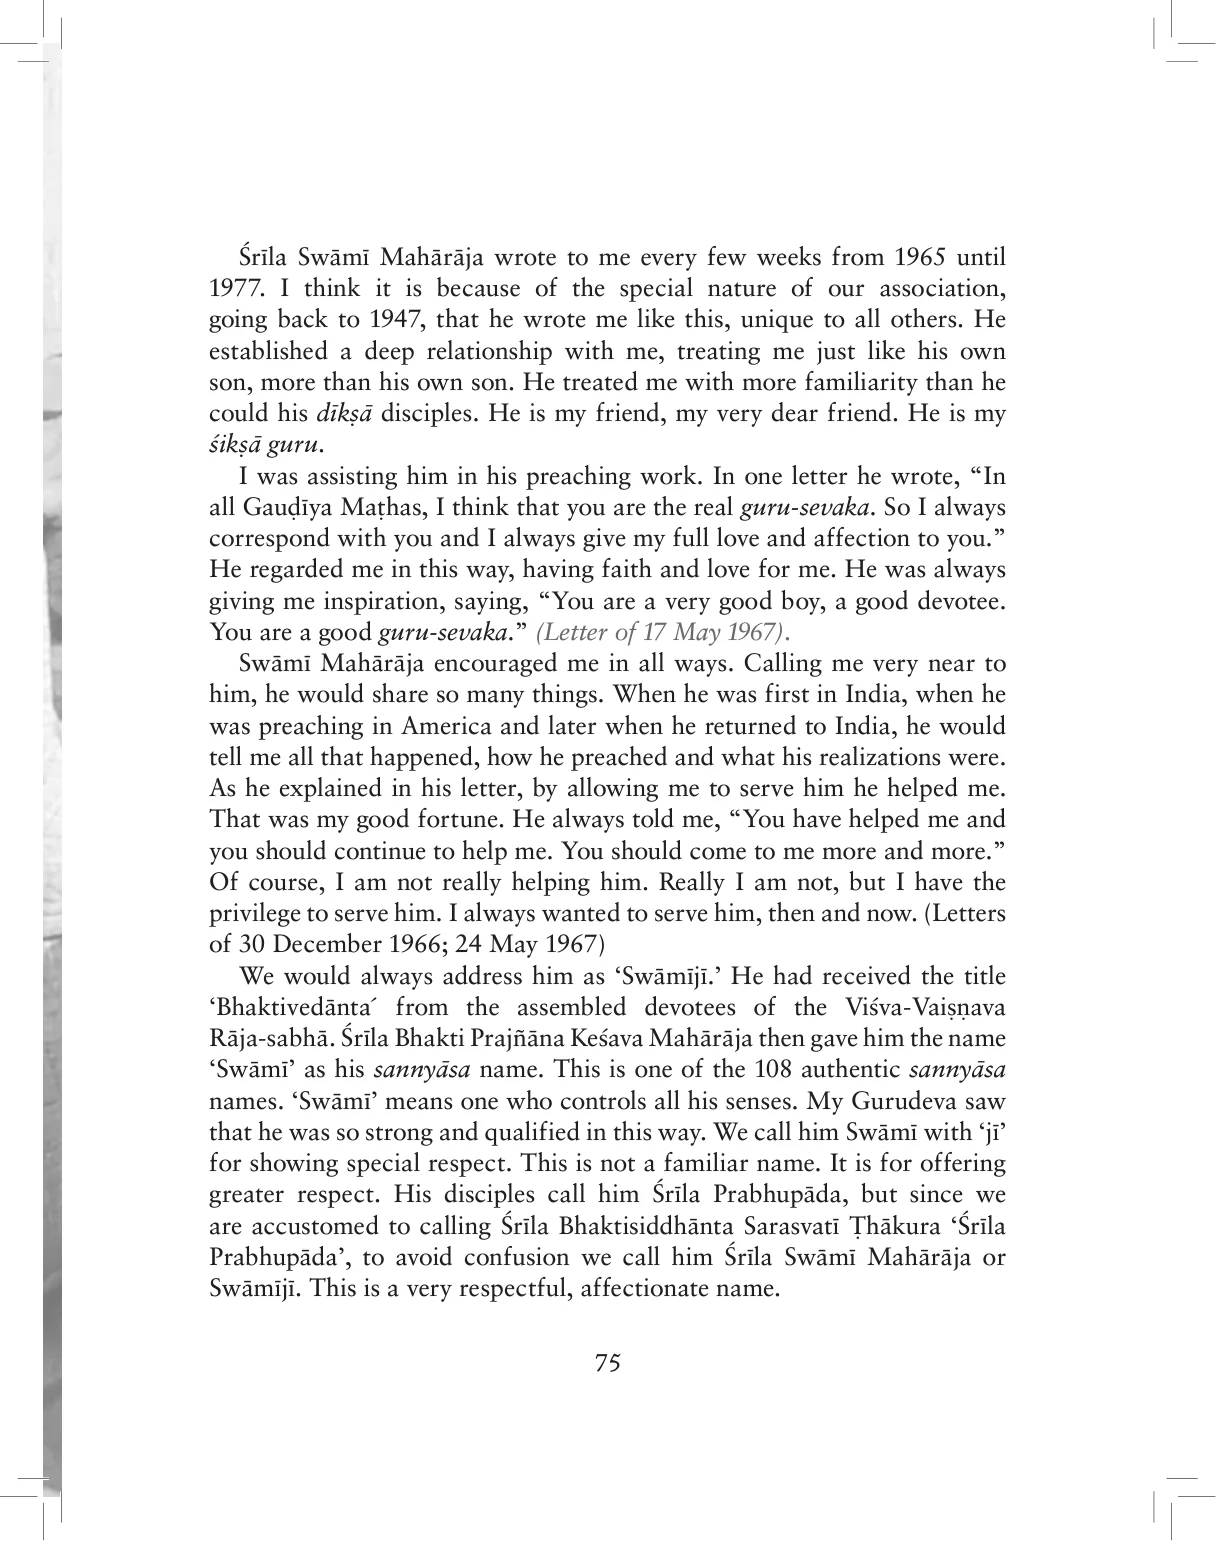 Śrīla Swāmī Mahārāja wrote to me every few weeks from 1965 until
1977. I think it is because of the special nature of our association,
going back to 1947, that he wrote me like this, unique to all others. He
established a deep relationship with me, treating me just like his own
son, more than his own son. He treated me with more familiarity than he
could his dīkṣā disciples. He is my friend, my very dear friend. He is my
śikṣā guru.
I was assisting him in his preaching work. In one letter he wrote, “In
all Gauḍīya Maṭhas, I think that you are the real guru-sevaka. So I always
correspond with you and I always give my full love and affection to you.”
He regarded me in this way, having faith and love for me. He was always
giving me inspiration, saying, “You are a very good boy, a good devotee.
You are a good guru-sevaka.” (Letter of 17 May 1967).
Swāmī Mahārāja encouraged me in all ways. Calling me very near to
him, he would share so many things. When he was first in India, when he
was preaching in America and later when he returned to India, he would
tell me all that happened, how he preached and what his realizations were.
As he explained in his letter, by allowing me to serve him he helped me.
That was my good fortune. He always told me, “You have helped me and
you should continue to help me. You should come to me more and more.”
Of course, I am not really helping him. Really I am not, but I have the
privilege to serve him. I always wanted to serve him, then and now. (Letters
of 30 December 1966; 24 May 1967)
We would always address him as ‘Swāmījī.’ He had received the title
‘Bhaktivedānta´ from the assembled devotees of the Viśva-Vaiṣṇava
Rāja-sabhā. Śrīla Bhakti Prajñāna Keśava Mahārāja then gave him the name
‘Swāmī’ as his sannyāsa name. This is one of the 108 authentic sannyāsa
names. ‘Swāmī’ means one who controls all his senses. My Gurudeva saw
that he was so strong and qualified in this way. We call him Swāmī with ‘jī’
for showing special respect. This is not a familiar name. It is for offering
greater respect. His disciples call him Śrīla Prabhupāda, but since we
are accustomed to calling Śrīla Bhaktisiddhānta Sarasvatī Ṭhākura ‘Śrīla
Prabhupāda’, to avoid confusion we call him Śrīla Swāmī Mahārāja or
Swāmījī. This is a very respectful, affectionate name.
75